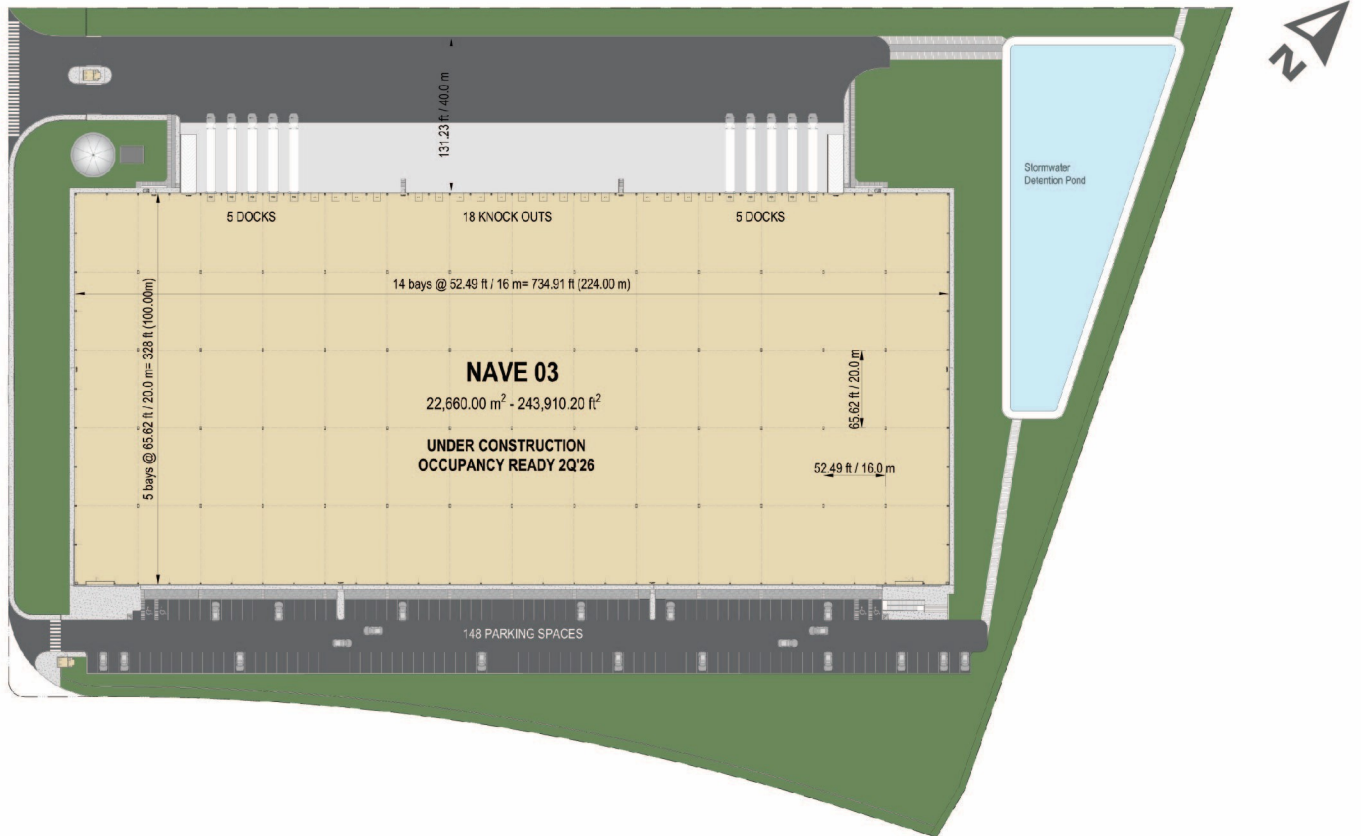 N
131.23 ft / 40.0 m
Stormwater
Detention Pond
5 DOCKS
18 KNOCK OUTS
5 DOCKS
14 bays @ 52.49 ft / 16 m= 734.91 ft (224.00 m)
5 bays @ 65.62 ft / 20.0 m= 328 ft (100.00m)
NAVE 03
22,660.00 m² - 243,910.20 ft²
65.62 ft / 20.0 m
UNDER CONSTRUCTION
OCCUPANCY READY 2Q'26
52.49 ft / 16.0 m
148 PARKING SPACES